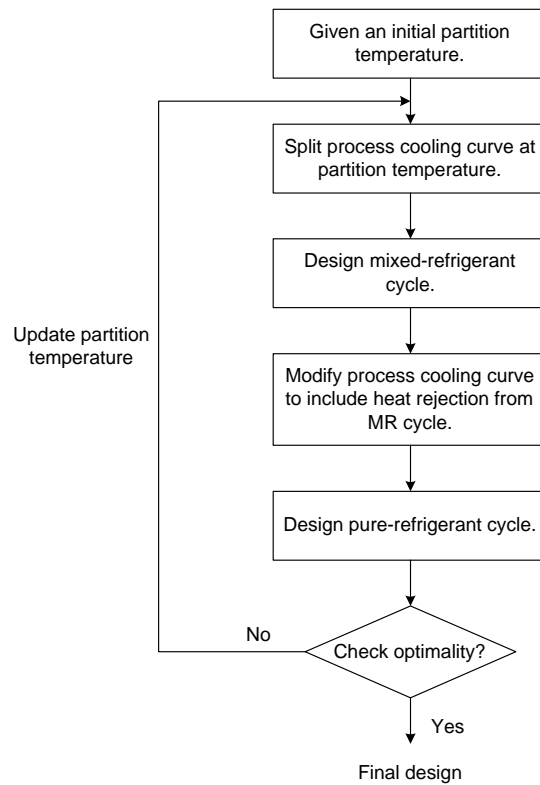 Given an initial partition
temperature.
Split process cooling curve at
partition temperature.
Design mixed-refrigerant
cycle.
Update partition
temperature
Modify process cooling curve
to include heat rejection from
MR cycle.
Design pure-refrigerant cycle.
No
Check optimality?
Yes
Final design